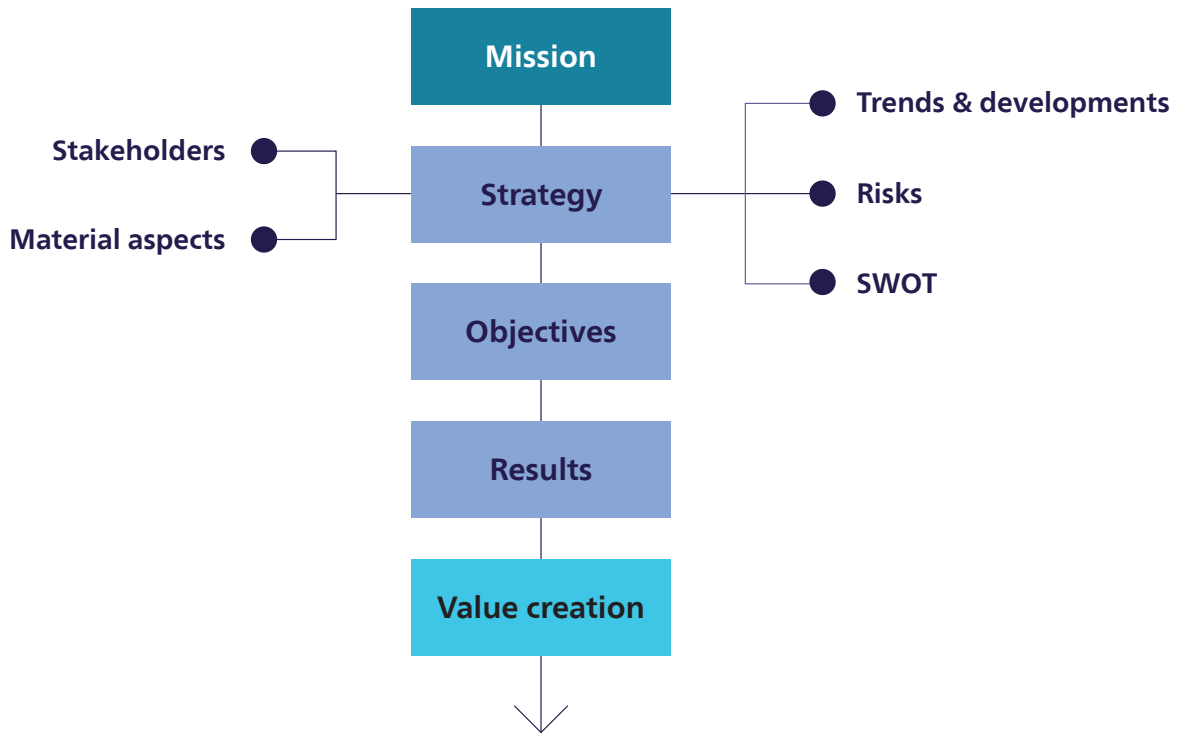 Mission
Trends & developments
Stakeholders
Strategy
Risks
Material aspects
SWOT
Objectives
Results
Value creation